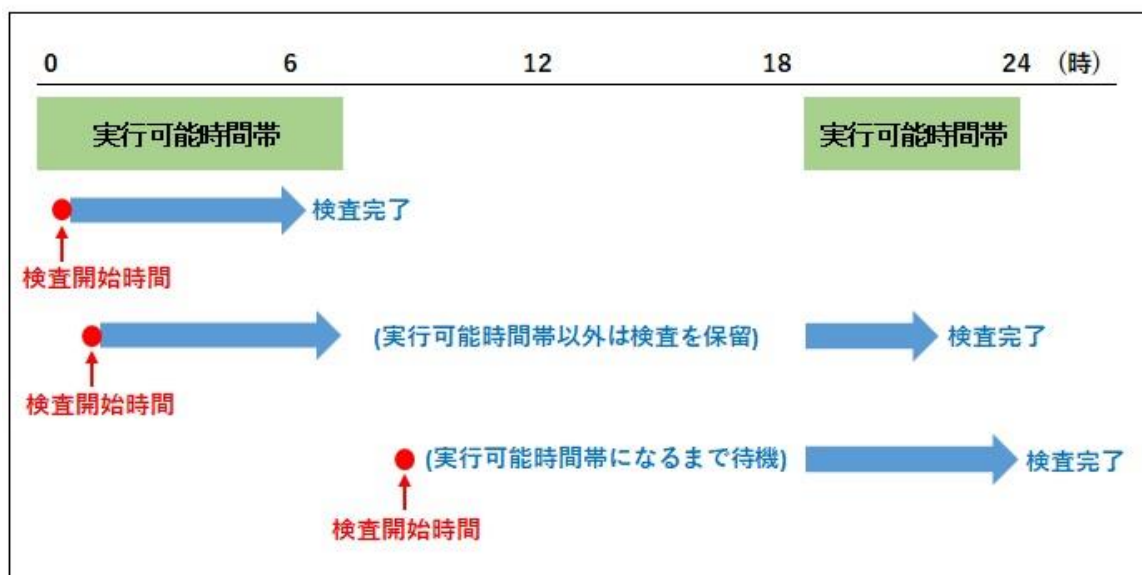 0 6 12 18 24 (時)
実行可能時間帯 実行可能時間帯
検査完了
検査開始時間
(実行可能時間帯以外は検査を保留) 検査完了
検査開始時間
(実行可能時間帯になるまで待機) 検査完了
検査開始時間